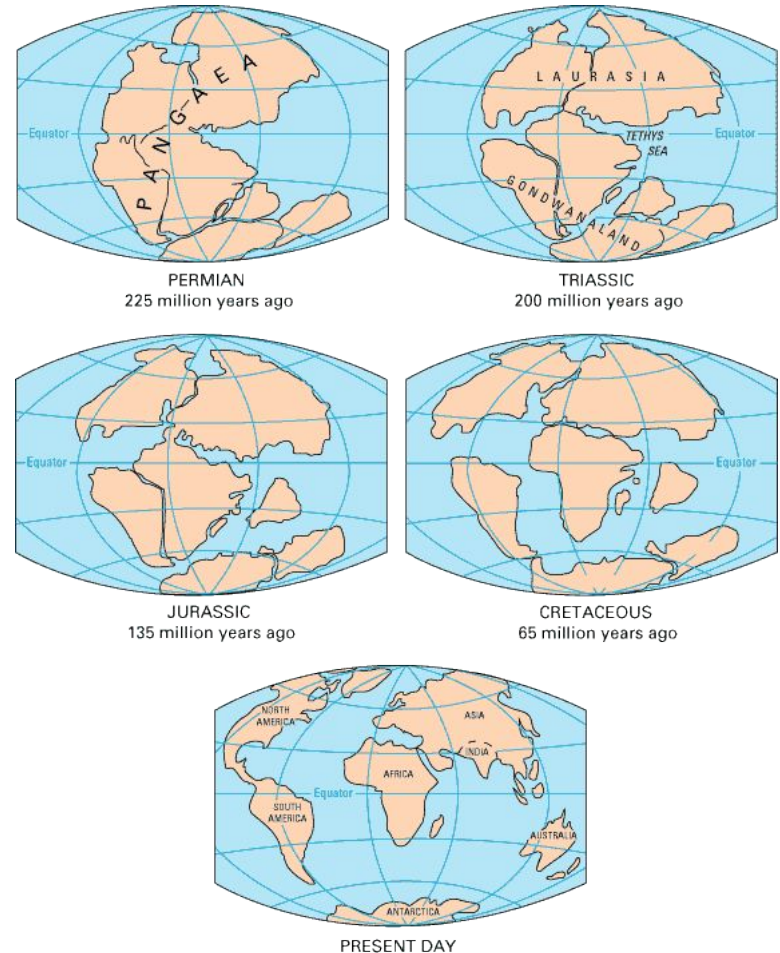 PANGAEA
Equator
PERMIAN
225 million years ago
LAURASIA
TETHYS
SEA
Equator
GONDWANALAND
TRIASSIC
200 million years ago
Equator
JURASSIC
135 million years ago
Equator
CRETACEOUS
65 million years ago
NORTH
AMERICA
ASIA
INDIA
AFRICA
Equator
SOUTH
AMERICA
AUSTRALIA
ANTARCTICA
PRESENT DAY